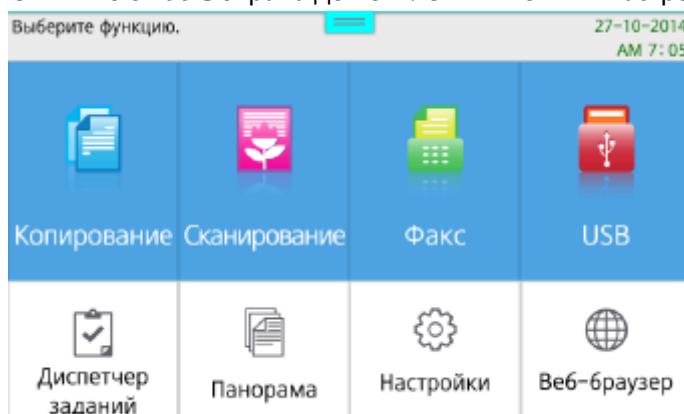 Выберите функцию.
27-10-2014
AM 7:05
Копирование
Сканирование
Факс
USB
Диспетчер
заданий
Панорама
Настройки
Веб-браузер